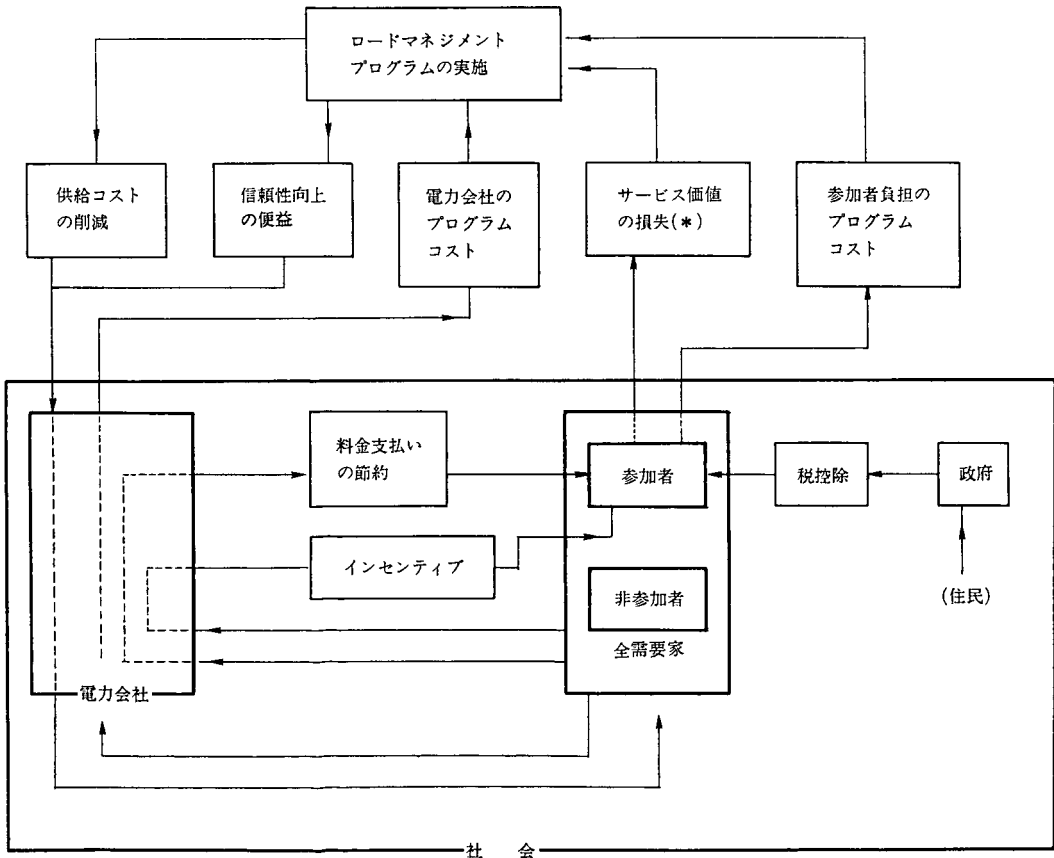 ロードマネジメント
プログラムの実施
供給コスト
の削減
信頼性向上
の便益
電力会社の
プログラム
コスト
サービス価値
の損失(*)
参加者負担の
プログラム
コスト
料金支払い
の節約
参加者
税控除
政府
インセンティブ
非参加者
(住民)
全需要家
電力会社
社 会